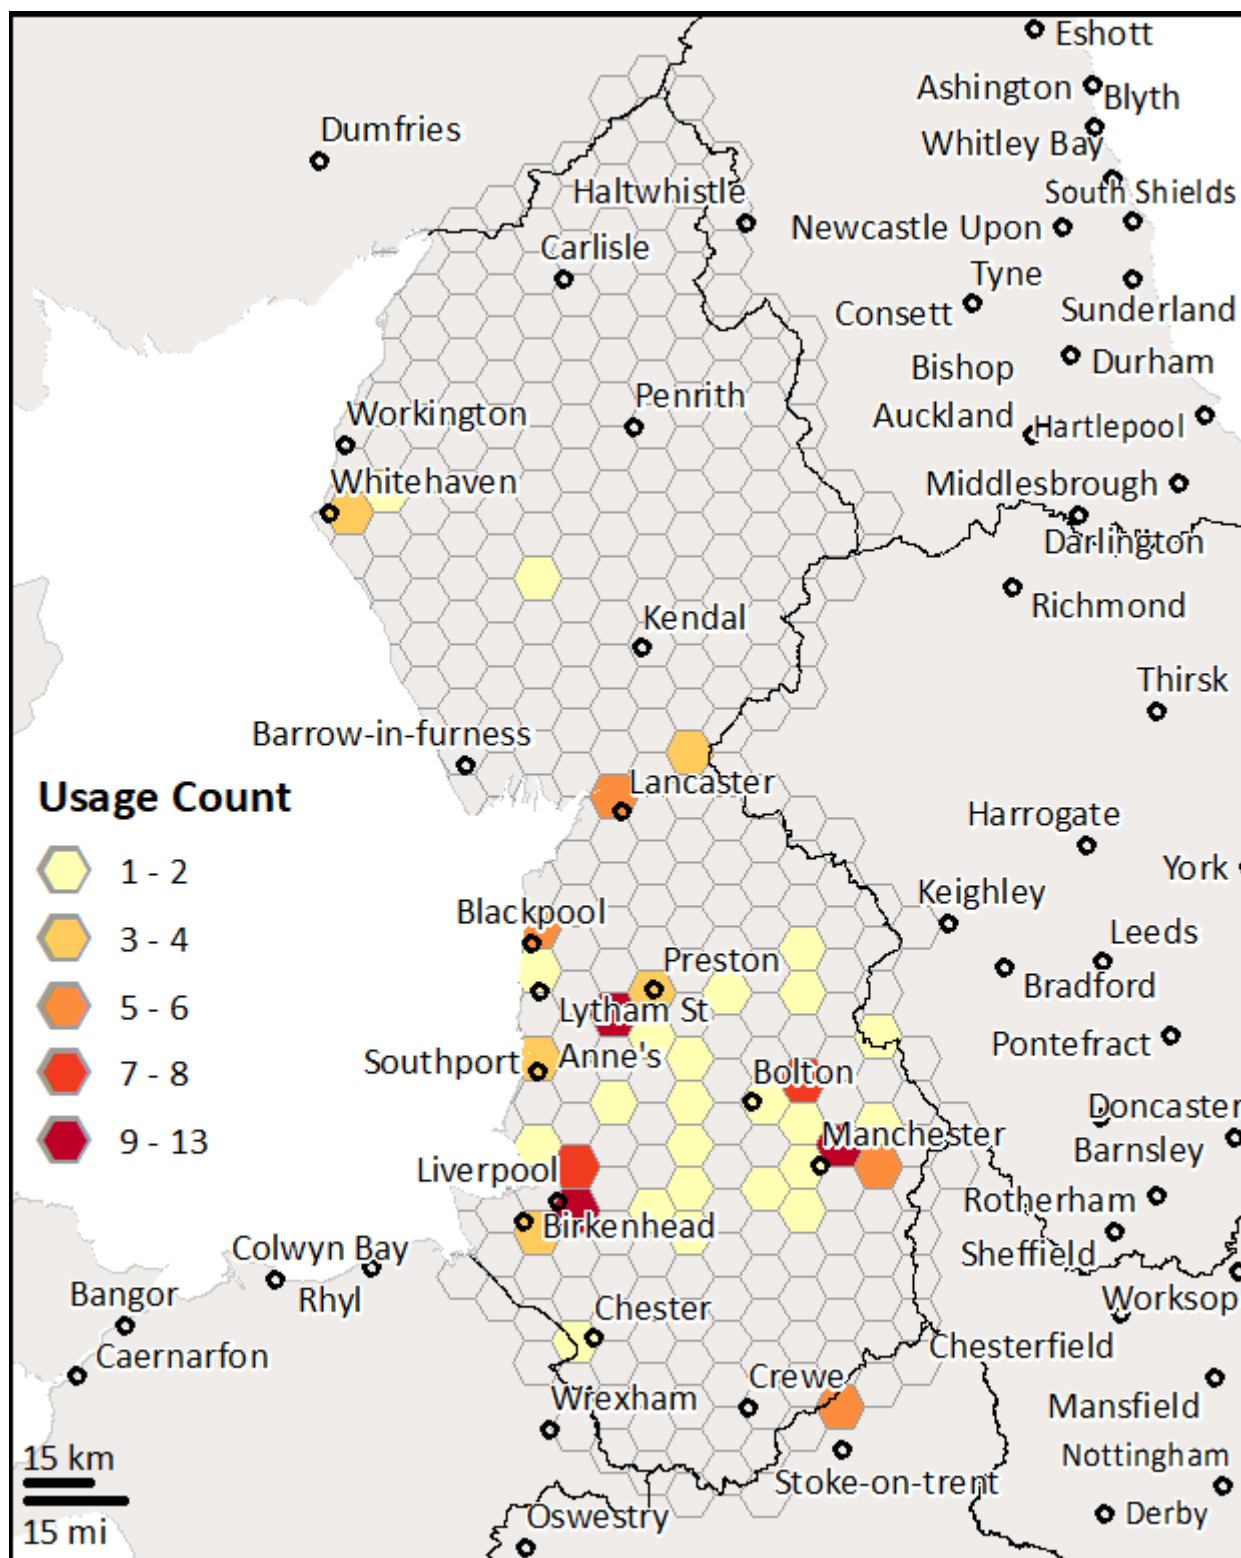 Eshott
Ashington
Blyth
Dumfries
Whitley Bay
Haltwhistle
South Shields
Newcastle Upon
Tyne
Carlisle
Consett
Sunderland
Bishop
Auckland
Durham
Penrith
Workington
Hartlepool
Whitehaven
Middlesbrough
Darlington
Richmond
Kendal
Thirsk
Barrow-in-furness
Lancaster
Usage Count
1 - 2
3 - 4
5 - 6
7 - 8
9 - 13
Harrogate
York
Keighley
Blackpool
Leeds
Preston
Bradford
Lytham St
Anne's
Southport
Pontefract
Bolton
Doncaster
Manchester
Barnsley
Liverpool
Rotherham
Birkenhead
Sheffield
Colwyn Bay
Rhyl
Bangor
Worksop
Chester
Caernarfon
Chesterfield
Crewe
Wrexham
Mansfield
Nottingham
15 km
15 mi
Stoke-on-trent
Oswestry
Derby